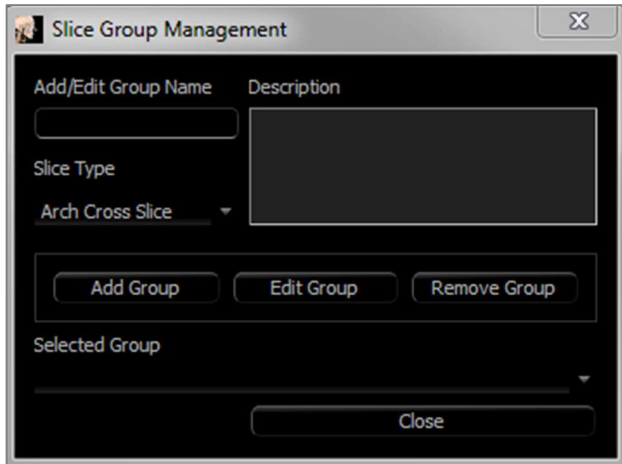 Slice Group Management
Add/Edit Group Name Description
Slice Type
Arch Cross Slice
Add Group Edit Group Remove Group
Selected Group
Close